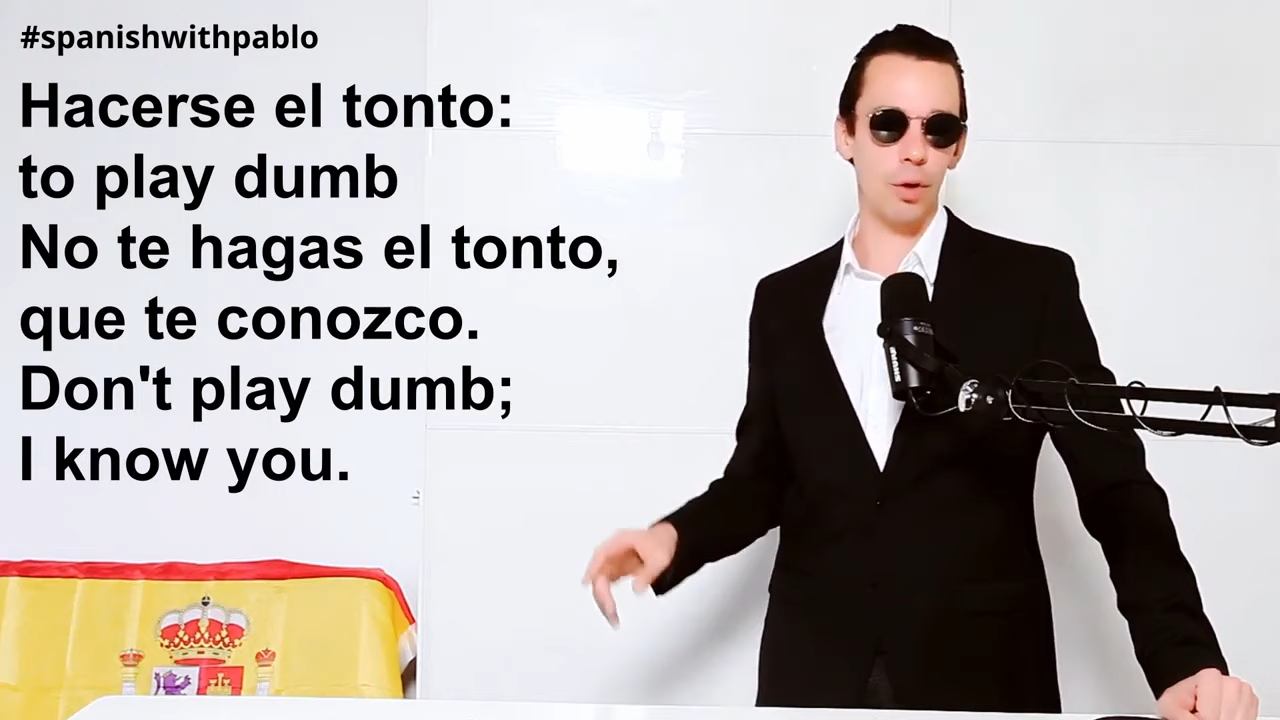 #spanishwithpablo
Hacerse el tonto:
to play dumb
No te hagas el tonto,
que te conozco.
Don't play dumb;
I know you.
SHURE